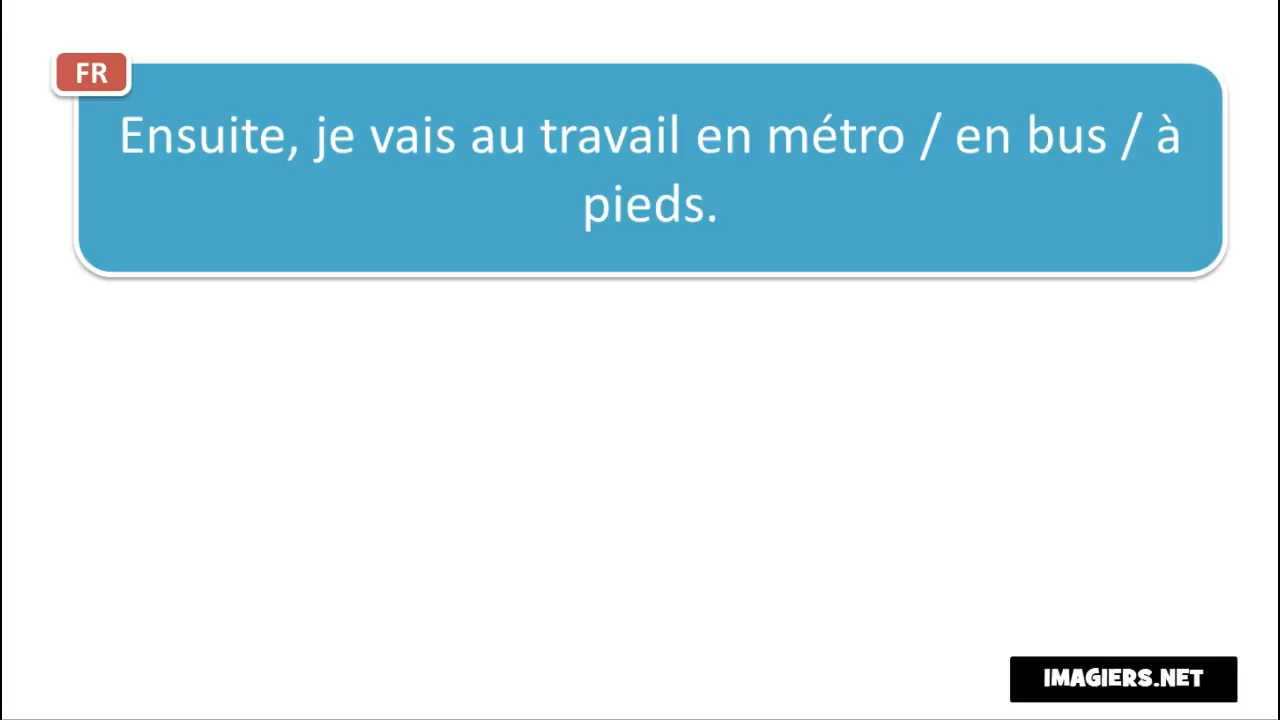 FR
Ensuite, je vais au travail en métro / en bus / à
pieds.
IMAGIERS.NET